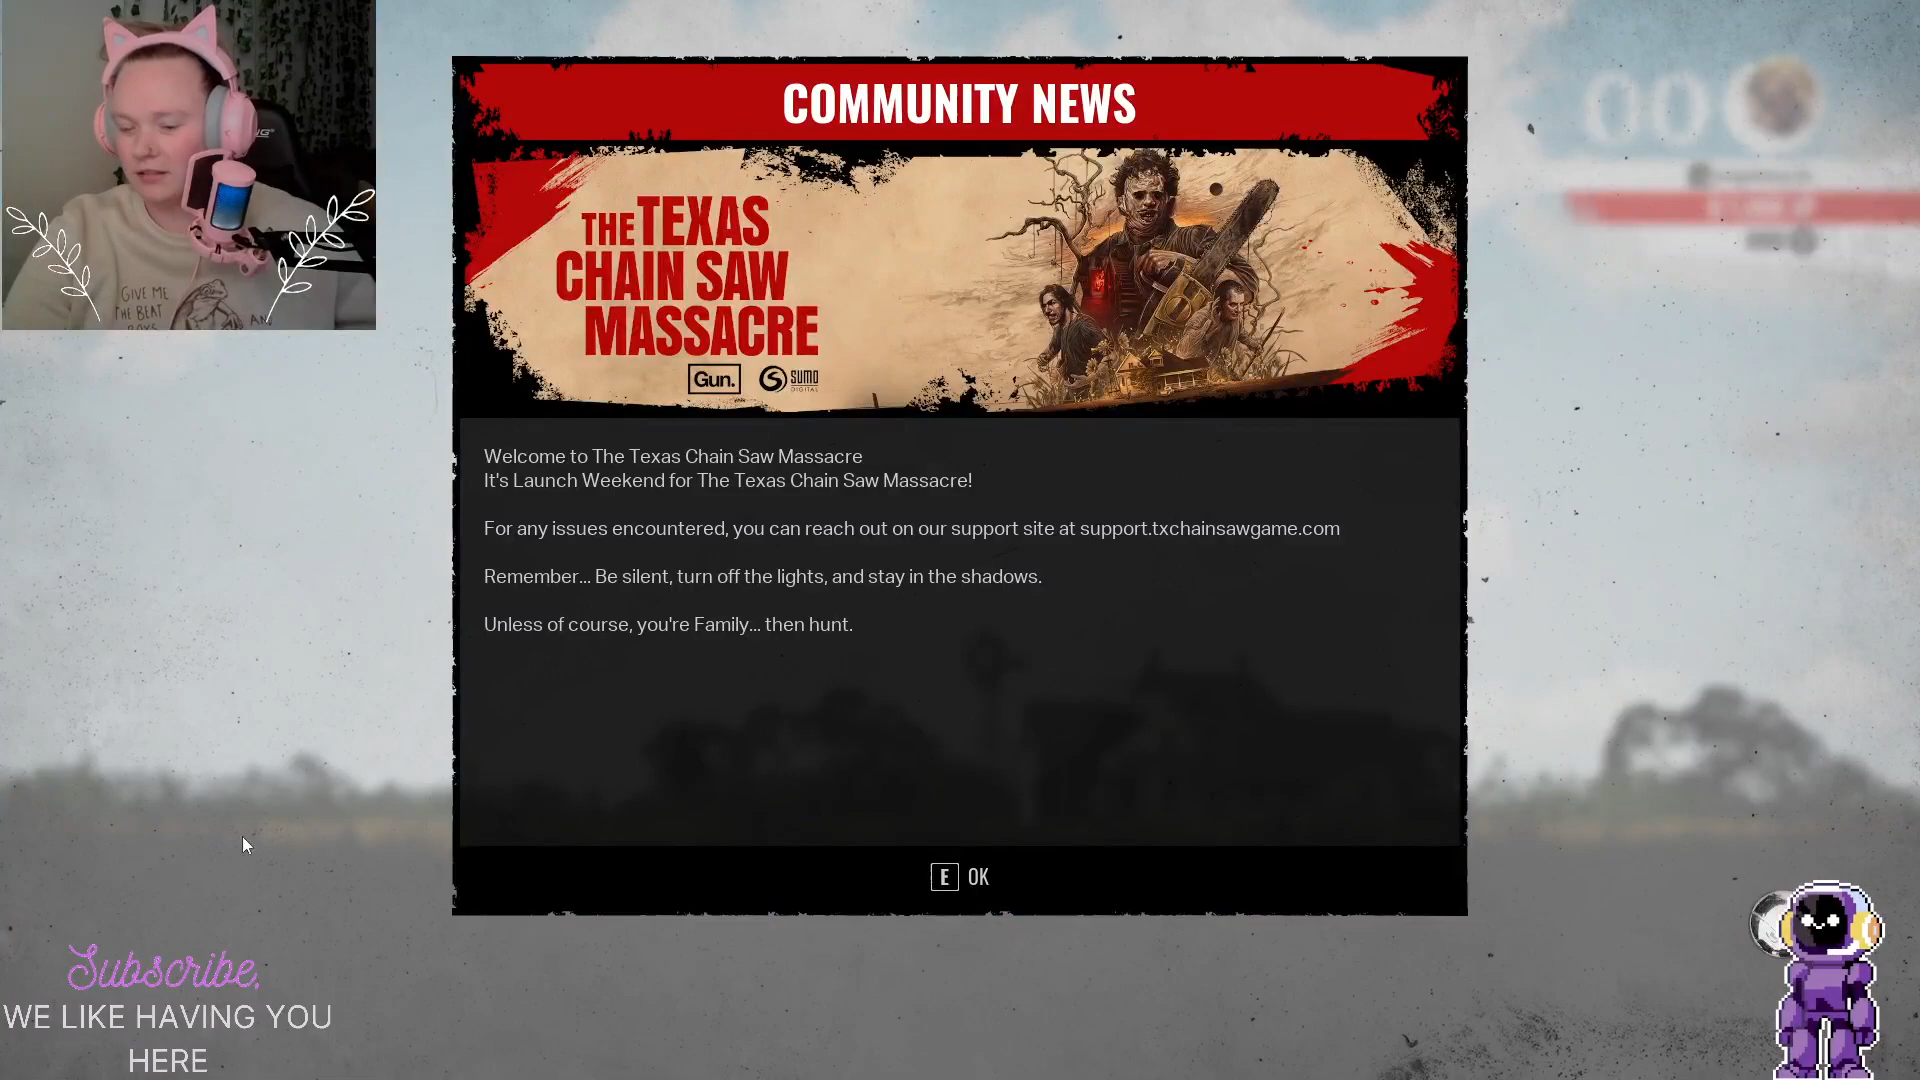 COMMUNITY NEWS
THE TEXAS
CHAIN SAW
MASSACRE
Gun.
SUMO
DIGITAL
Welcome to The Texas Chain Saw Massacre
It's Launch Weekend for The Texas Chain Saw Massacre!
For any issues encountered, you can reach out on our support site at support.txchainsawgame.com
Remember... Be silent, turn off the lights, and stay in the shadows.
Unless of course, you're Family... then hunt.
E OK
GIVE ME
THE BEAT
BOYS
AN
Subscribe,
WE LIKE HAVING YOU
HERE